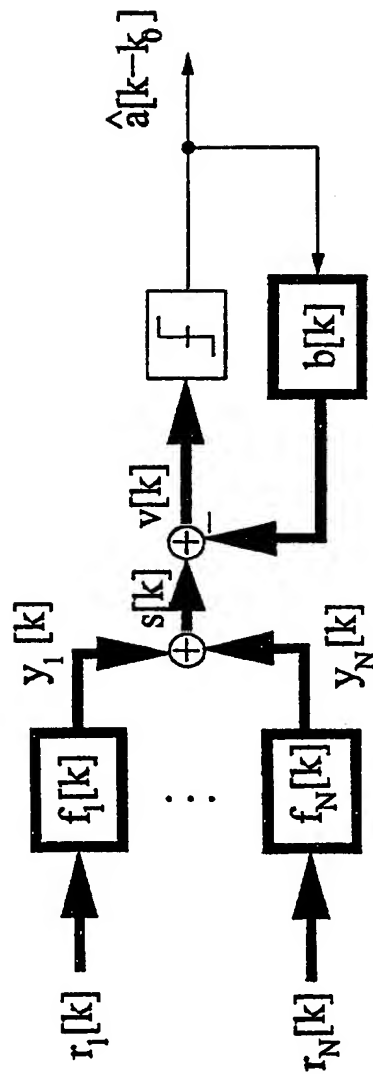 r₁[k]
f₁[k]
y₁[k]
...
r_N[k]
f_N[k]
y_N[k]
s[k]
v[k]
b[k]
â[k−k₀]